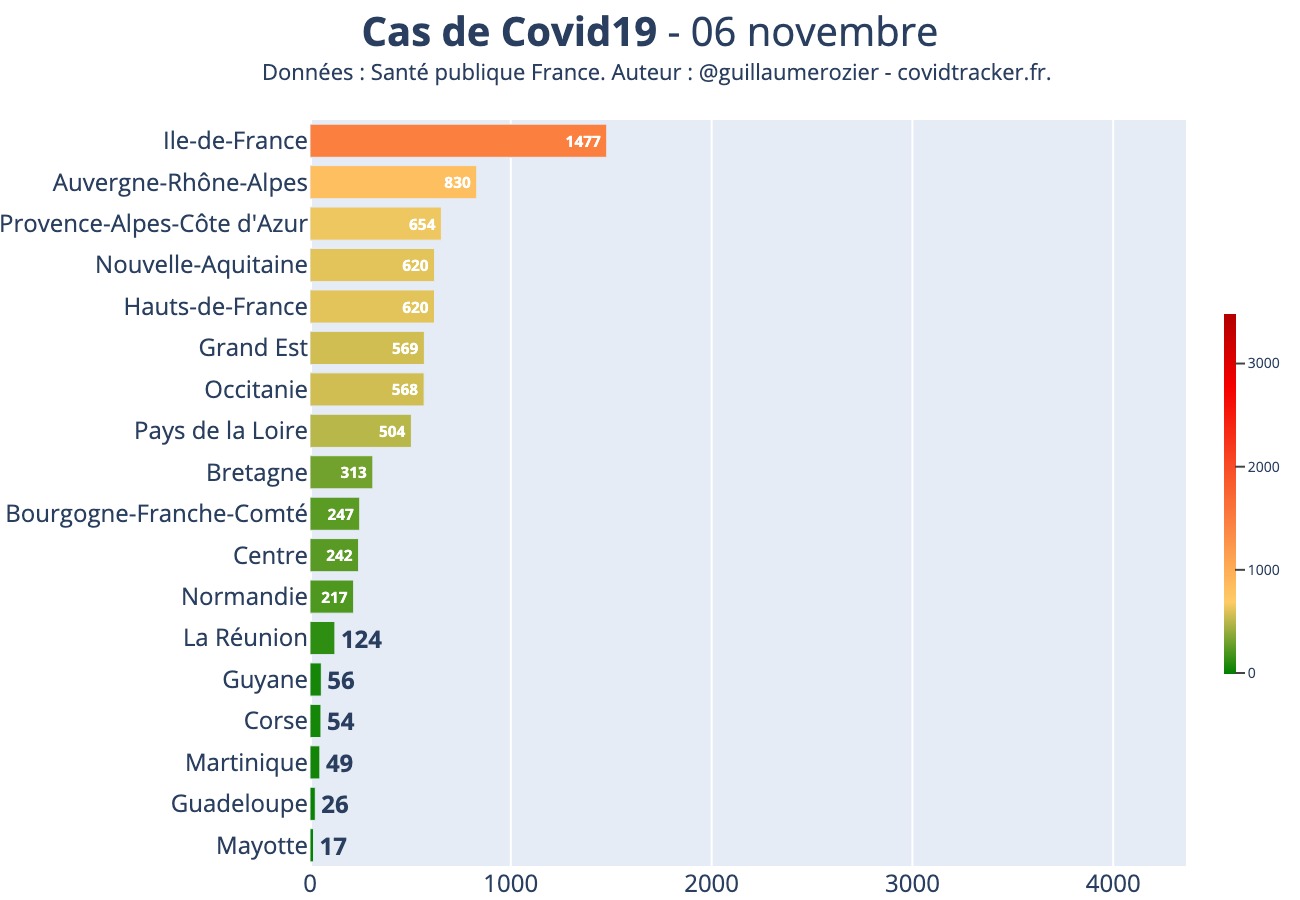 Cas de Covid19 - 06 novembre
Données : Santé publique France. Auteur : @guillaumerozier - covidtracker.fr.
Ile-de-France 1477
Auvergne-Rhône-Alpes 830
Provence-Alpes-Côte d'Azur 654
Nouvelle-Aquitaine 620
Hauts-de-France 620
Grand Est 569
Occitanie 568
Pays de la Loire 504
Bretagne 313
Bourgogne-Franche-Comté 247
Centre 242
Normandie 217
La Réunion 124
Guyane 56
Corse 54
Martinique 49
Guadeloupe 26
Mayotte 17
0 1000 2000 3000 4000
3000
2000
1000
0